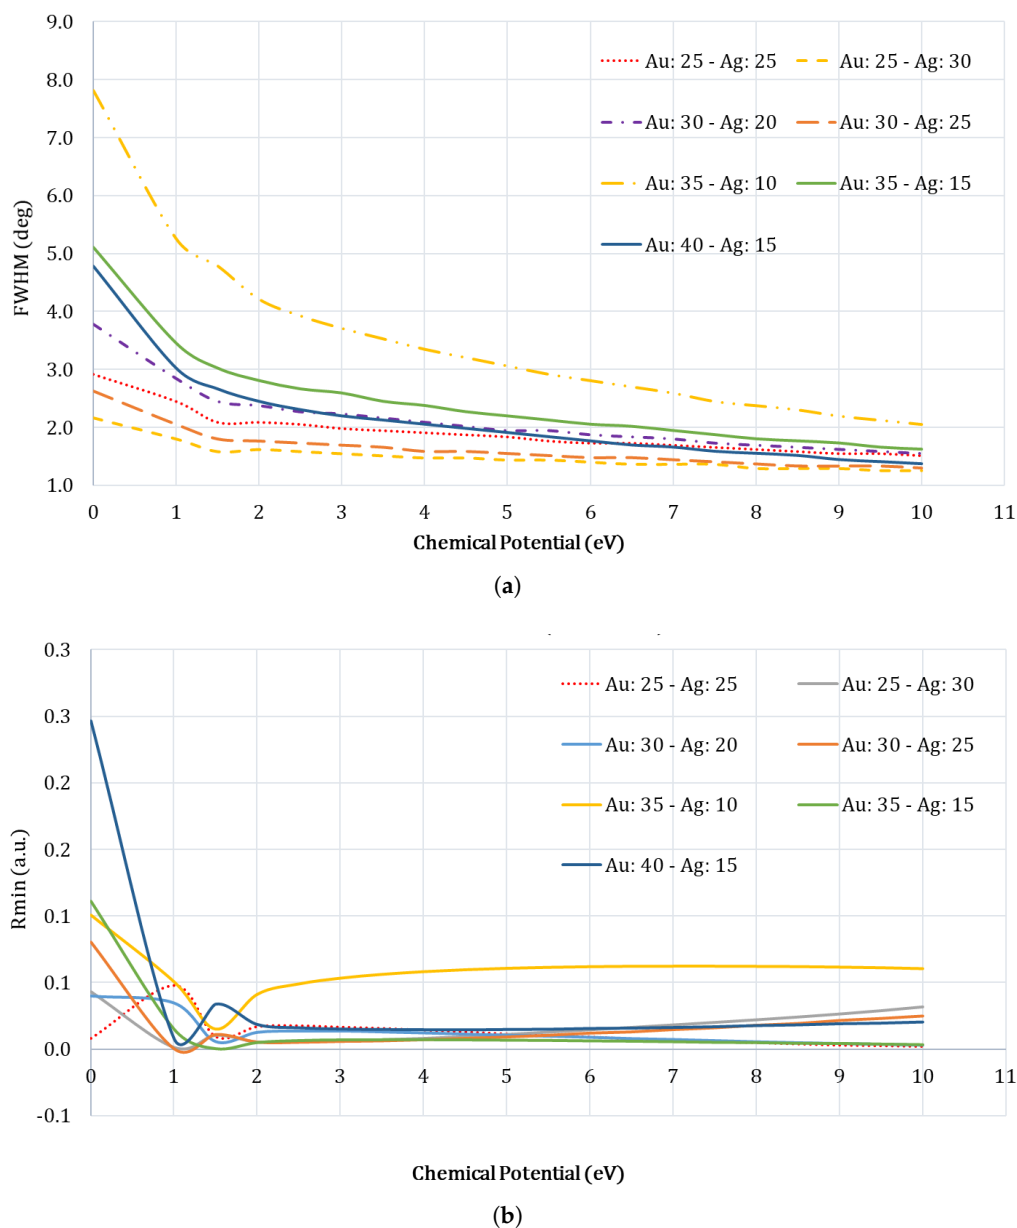 9.0
8.0
7.0
6.0
5.0
4.0
3.0
2.0
1.0
FWHM (deg)
Au: 25 - Ag: 25
Au: 25 - Ag: 30
Au: 30 - Ag: 20
Au: 30 - Ag: 25
Au: 35 - Ag: 10
Au: 35 - Ag: 15
Au: 40 - Ag: 15
0 1 2 3 4 5 6 7 8 9 10 11
Chemical Potential (eV)
(a)
0.3
0.3
0.2
0.2
0.1
0.1
0.0
-0.1
Rmin (a.u.)
Au: 25 - Ag: 25
Au: 25 - Ag: 30
Au: 30 - Ag: 20
Au: 30 - Ag: 25
Au: 35 - Ag: 10
Au: 35 - Ag: 15
Au: 40 - Ag: 15
0 1 2 3 4 5 6 7 8 9 10 11
Chemical Potential (eV)
(b)